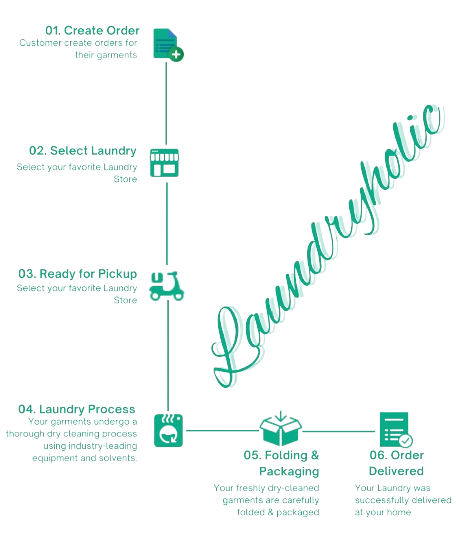 01. Create Order
Customer create orders for
their garments
02. Select Laundry
Select your favorite Laundry
Store
03. Ready for Pickup
Select your favorite Laundry
Store
04. Laundry Process
Your garments undergo a
thorough dry cleaning process
using industry-leading
equipment and solvents.
05. Folding &
Packaging
Your freshly dry-cleaned
garments are carefully
folded & packaged
06. Order
Delivered
Your Laundry was
successfully delivered
at your home
Laundryholic